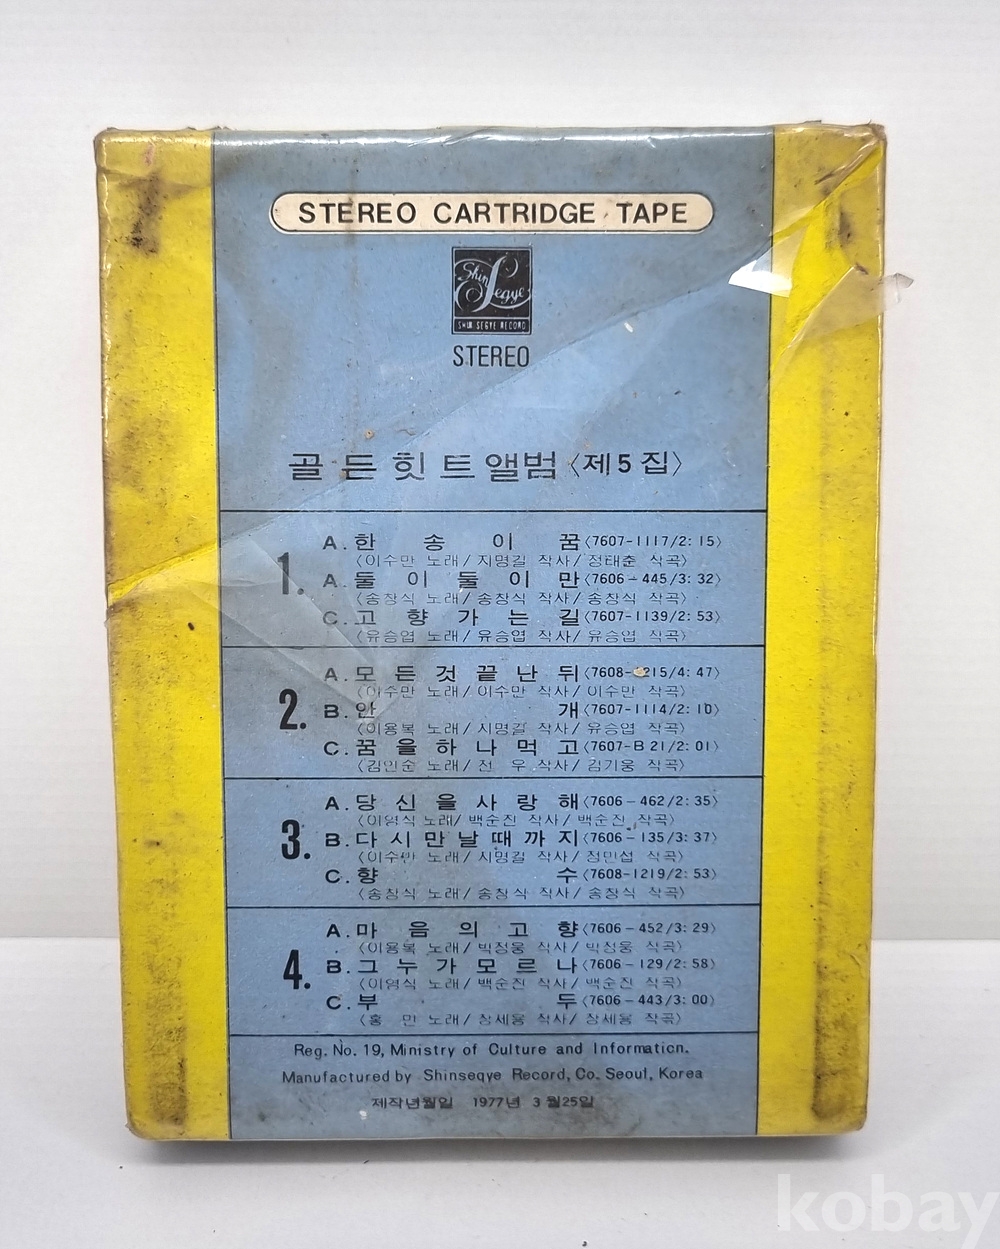 STEREO CARTRIDGE TAPE
Shin Segye
SHIN SEGYE RECORD
STEREO
골든 힛트 앨범〈제5집〉
1.
A. 한송이꿈〈7607-1117/2:15〉
〈이수만 노래/지명길 작사/정태춘 작곡〉
A. 둘이둘이만〈7606-445/3:32〉
〈송창식 노래/송창식 작사/송창식 작곡〉
C. 고향가는길〈7607-1139/2:53〉
〈유승엽 노래/유승엽 작사/유승엽 작곡〉
2.
A. 모든것끝난뒤〈7608-1215/4:47〉
〈이수만 노래/이수만 작사/이수만 작곡〉
B. 안개〈7607-1114/2:10〉
〈이용복 노래/지명길 작사/유승엽 작곡〉
C. 꿈을하나먹고〈7607-B21/2:01〉
〈김인순 노래/전 우 작사/김기웅 작곡〉
3.
A. 당신을사랑해〈7606-462/2:35〉
〈이영식 노래/백순진 작사/백순진 작곡〉
B. 다시만날때까지〈7606-135/3:37〉
〈이수만 노래/지명길 작사/정민섭 작곡〉
C. 향수〈7608-1219/2:53〉
〈송창식 노래/송창식 작사/송창식 작곡〉
4.
A. 마음의고향〈7606-452/3:29〉
〈이용복 노래/박정웅 작사/박정웅 작곡〉
B. 그누가모르나〈7606-129/2:58〉
〈이영식 노래/백순진 작사/백순진 작곡〉
C. 부두〈7606-443/3:00〉
〈홍 민 노래/장세용 작사/장세용 작곡〉
Reg. No. 19, Ministry of Culture and Information.
Manufactured by Shinseqye Record, Co. Seoul, Korea
제작년월일 1977년 3월25일
kobay